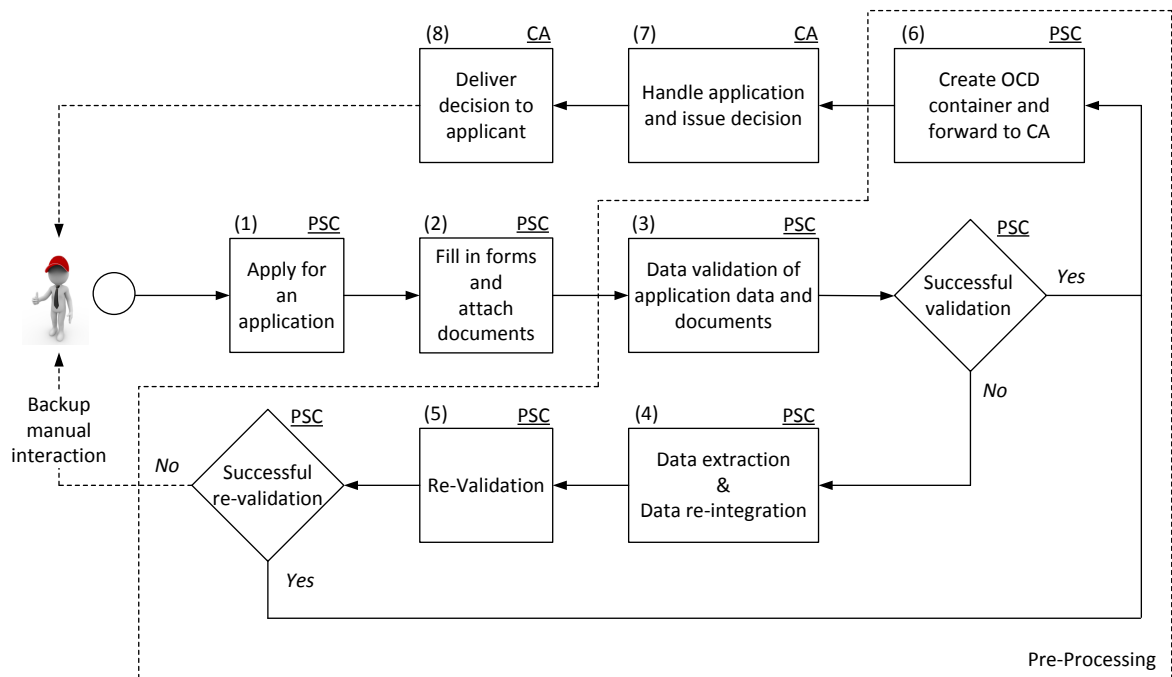 (8) CA
Deliver
decision to
applicant
(7) CA
Handle application
and issue decision
(6) PSC
Create OCD
container and
forward to CA
(1) PSC
Apply for
an
application
(2) PSC
Fill in forms
and
attach
documents
(3) PSC
Data validation of
application data and
documents
PSC
Successful
validation
Yes
No
Backup
manual
interaction
No
PSC
Successful
re-validation
Yes
(5) PSC
Re-Validation
(4) PSC
Data extraction
&
Data re-integration
Pre-Processing